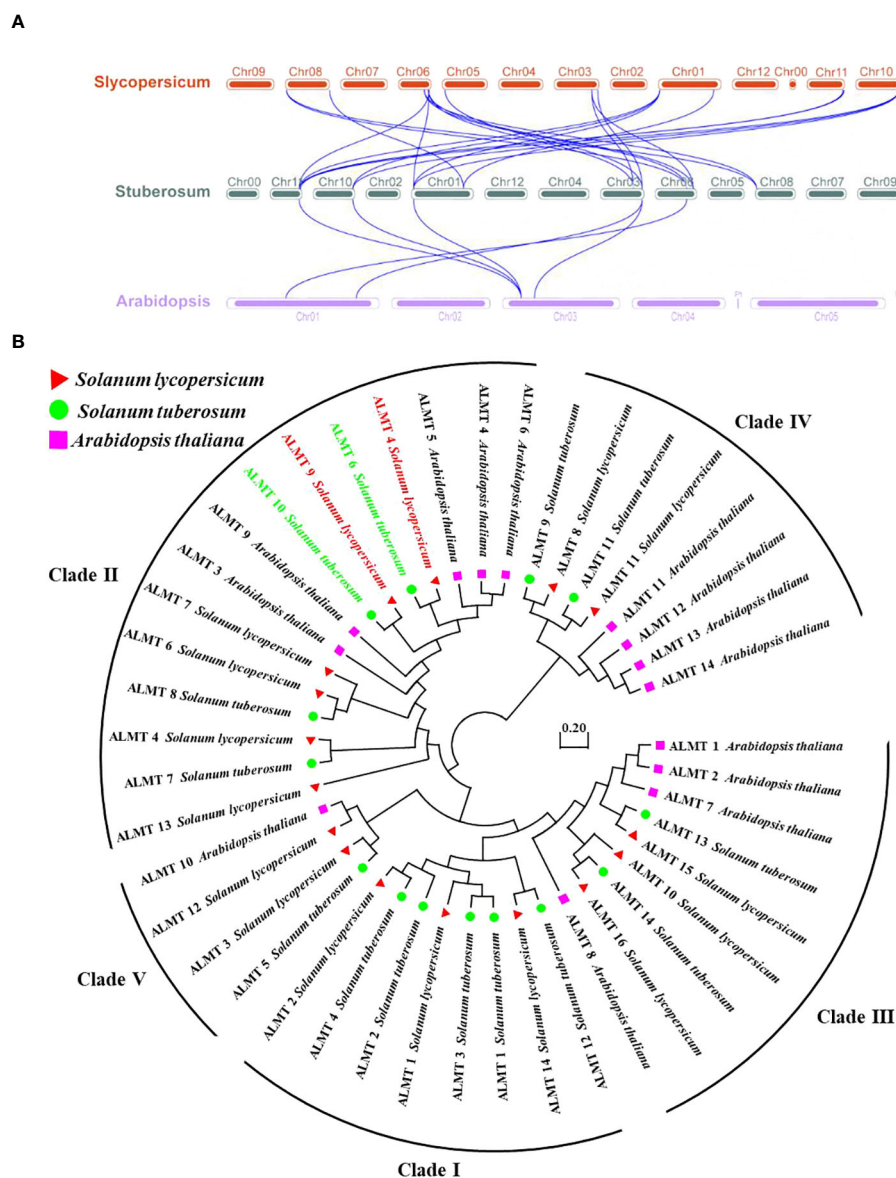 A
Chr09 Chr08 Chr07 Chr06 Chr05 Chr04 Chr03 Chr02 Chr01 Chr12 Chr00 Chr11 Chr10
Slycopersicum
Chr00 Chr11 Chr10 Chr02 Chr01 Chr12 Chr04 Chr03 Chr06 Chr05 Chr08 Chr07 Chr09
Stuberosum
Arabidopsis
Chr01 Chr02 Chr03 Chr04 Chr05
B
Solanum lycopersicum
Solanum tuberosum
Arabidopsis thaliana
Clade II
ALMT 13 Solanum lycopersicum
ALMT 7 Solanum tuberosum
ALMT 4 Solanum lycopersicum
ALMT 8 Solanum tuberosum
ALMT 6 Solanum lycopersicum
ALMT 7 Solanum lycopersicum
ALMT 3 Arabidopsis thaliana
ALMT 9 Arabidopsis thaliana
ALMT 10 Solanum tuberosum
ALMT 9 Solanum lycopersicum
ALMT 6 Solanum tuberosum
ALMT 4 Solanum lycopersicum
ALMT 5 Arabidopsis thaliana
ALMT 4 Arabidopsis thaliana
ALMT 6 Arabidopsis thaliana
Clade IV
ALMT 9 Solanum tuberosum
ALMT 8 Solanum lycopersicum
ALMT 11 Solanum tuberosum
ALMT 11 Solanum lycopersicum
ALMT 11 Arabidopsis thaliana
ALMT 12 Arabidopsis thaliana
ALMT 13 Arabidopsis thaliana
ALMT 14 Arabidopsis thaliana
0.20
ALMT 1 Arabidopsis thaliana
ALMT 2 Arabidopsis thaliana
ALMT 7 Arabidopsis thaliana
ALMT 13 Solanum tuberosum
ALMT 15 Solanum lycopersicum
ALMT 10 Solanum lycopersicum
ALMT 14 Solanum tuberosum
ALMT 16 Solanum lycopersicum
ALMT 8 Arabidopsis thaliana
Clade III
ALMT 12 Solanum tuberosum
ALMT 14 Solanum lycopersicum
ALMT 1 Solanum tuberosum
ALMT 3 Solanum tuberosum
ALMT 1 Solanum lycopersicum
ALMT 2 Solanum tuberosum
ALMT 4 Solanum tuberosum
ALMT 2 Solanum lycopersicum
Clade I
ALMT 5 Solanum tuberosum
ALMT 3 Solanum lycopersicum
ALMT 12 Solanum lycopersicum
ALMT 10 Arabidopsis thaliana
Clade V